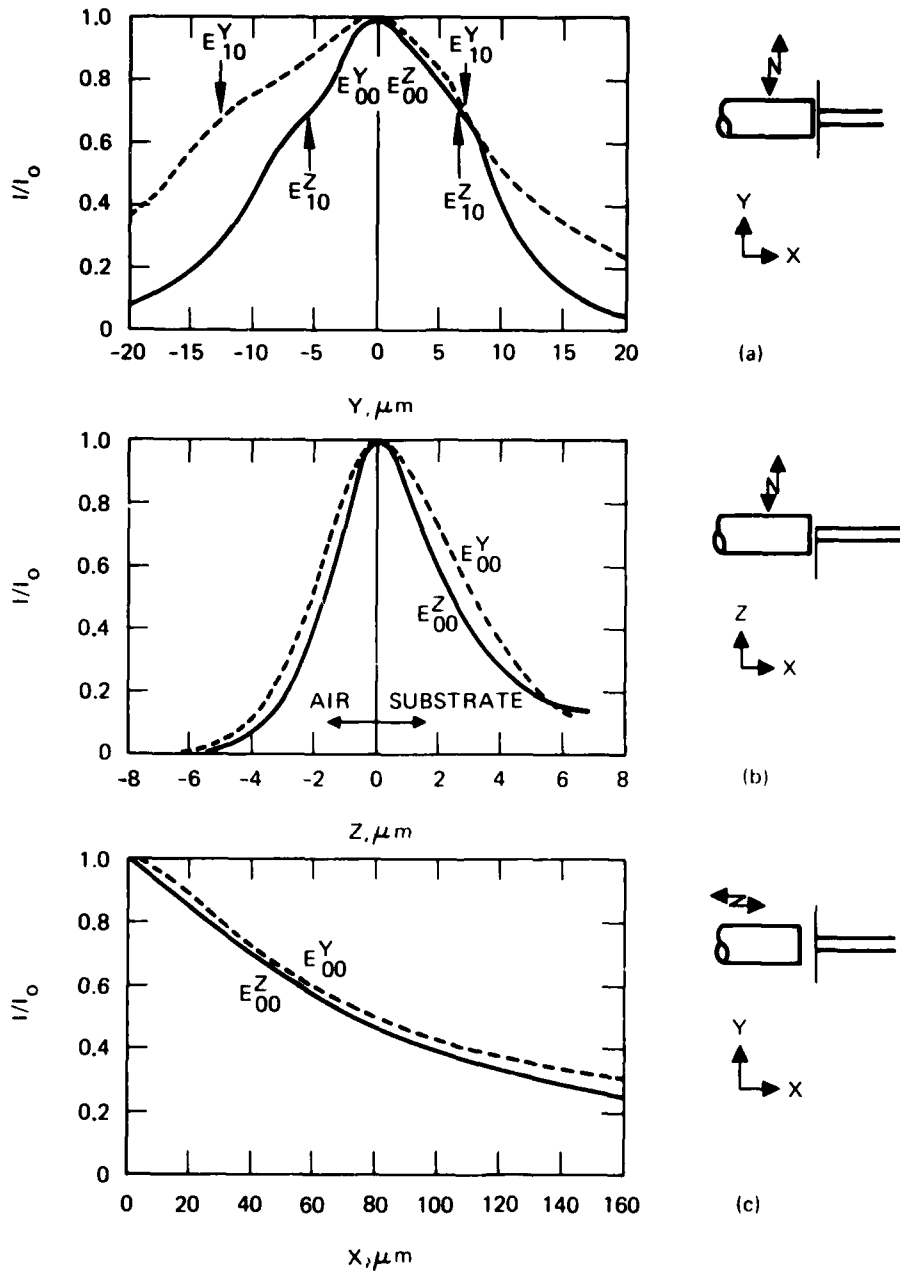 1.0
0.8
0.6
0.4
0.2
0
I/I₀
E^Y_10
E^Y_00 E^Z_00
E^Y_10
E^Z_10
E^Z_10
-20 -15 -10 -5 0 5 10 15 20
Y, μm
Y
X
(a)
1.0
0.8
0.6
0.4
0.2
0
I/I₀
E^Y_00
E^Z_00
AIR SUBSTRATE
-8 -6 -4 -2 0 2 4 6 8
Z, μm
Z
X
(b)
1.0
0.8
0.6
0.4
0.2
0
I/I₀
E^Y_00
E^Z_00
0 20 40 60 80 100 120 140 160
X, μm
Y
X
(c)